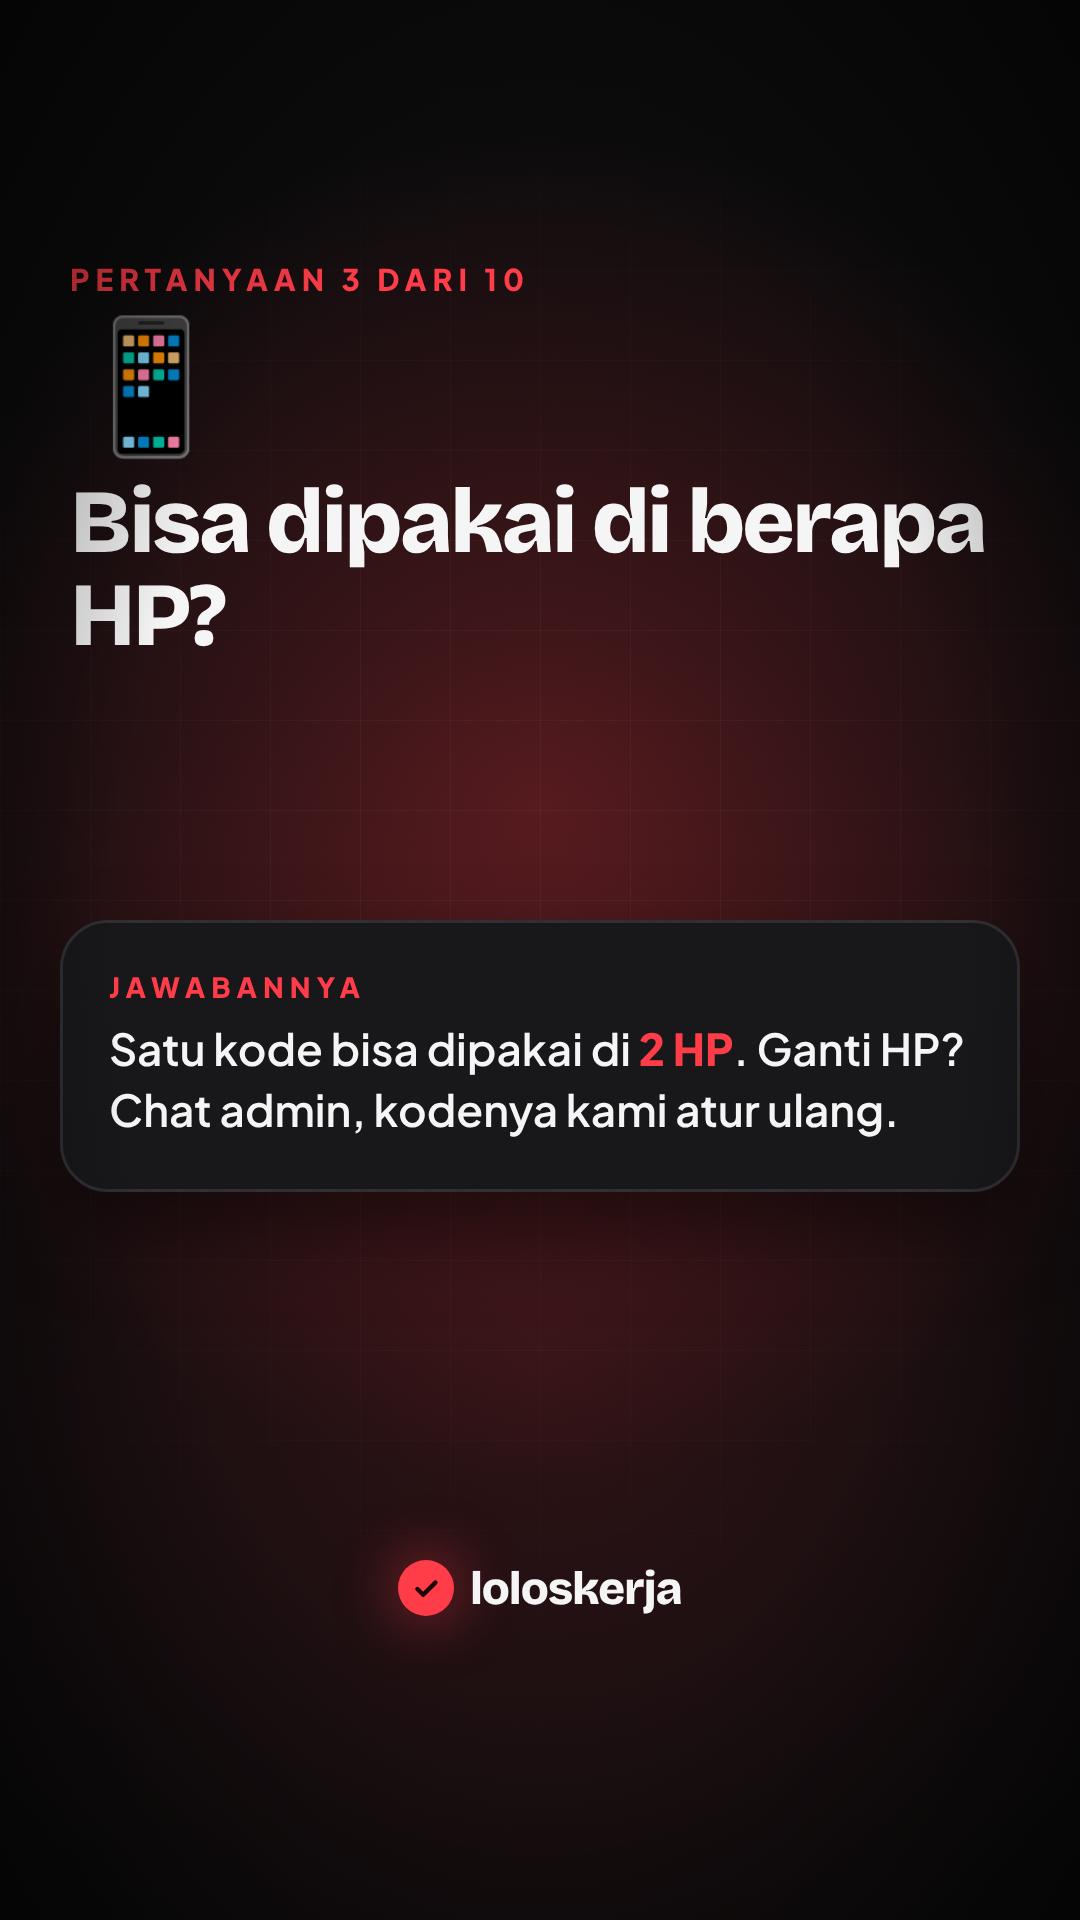 PERTANYAAN 3 DARI 10
Bisa dipakai di berapa
HP?
JAWABANNYA
Satu kode bisa dipakai di 2 HP. Ganti HP?
Chat admin, kodenya kami atur ulang.
loloskerja